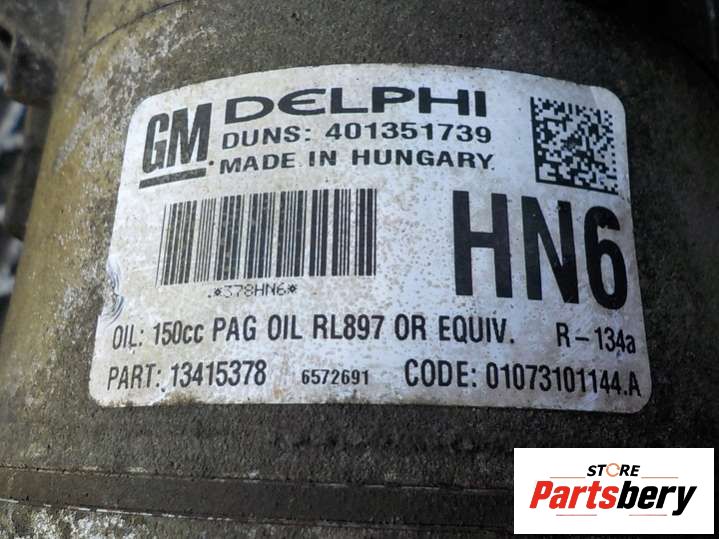 GM DELPHI
DUNS: 401351739
MADE IN HUNGARY
HN6
*378HN6*
OIL: 150cc PAG OIL RL897 OR EQUIV. R-134a
PART: 13415378 6572691 CODE: 01073101144.A
STORE
Partsbery